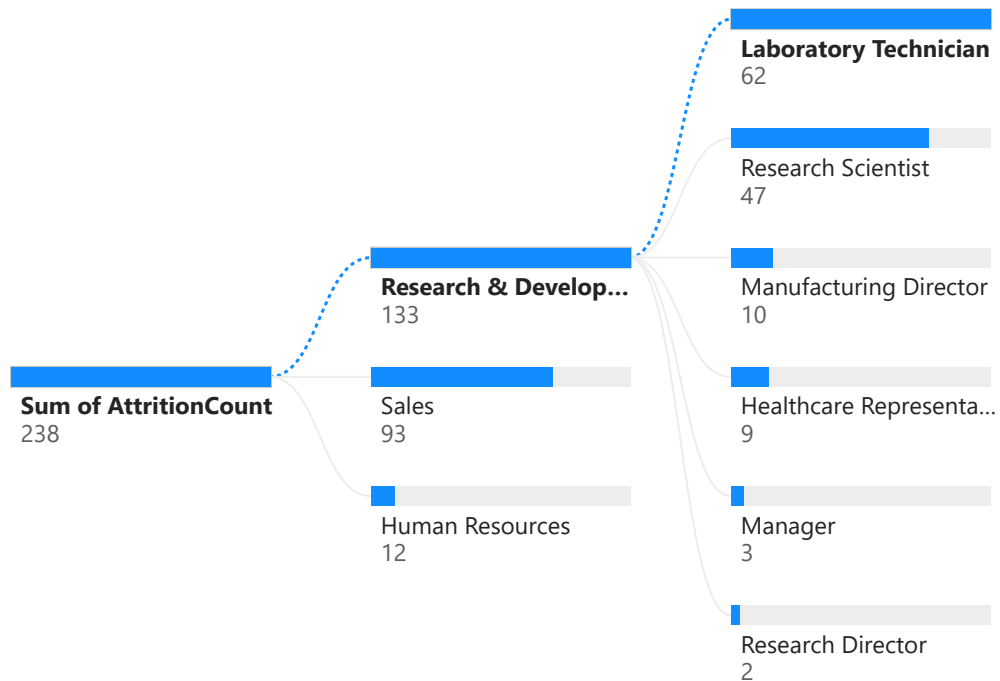 Sum of AttritionCount
238
Research & Develop...
133
Sales
93
Human Resources
12
Laboratory Technician
62
Research Scientist
47
Manufacturing Director
10
Healthcare Representa...
9
Manager
3
Research Director
2